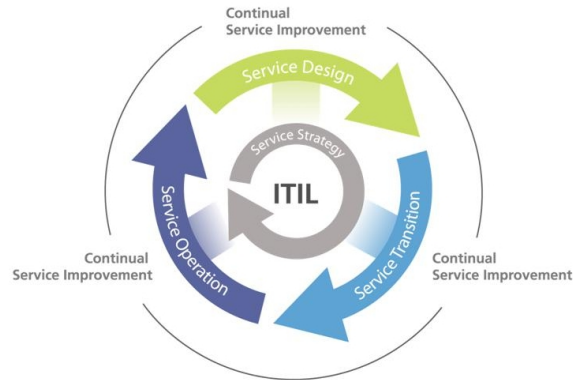 Continual
Service Improvement
Service Design
Service Strategy
ITIL
Service Operation
Service Transition
Continual
Service Improvement
Continual
Service Improvement